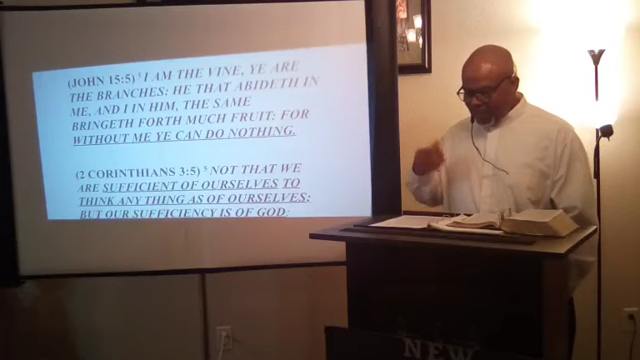 (JOHN 15:5) 5 I AM THE VINE, YE ARE
THE BRANCHES: HE THAT ABIDETH IN
ME, AND I IN HIM, THE SAME
BRINGETH FORTH MUCH FRUIT: FOR
WITHOUT ME YE CAN DO NOTHING.
(2 CORINTHIANS 3:5) 5 NOT THAT WE
ARE SUFFICIENT OF OURSELVES TO
THINK ANY THING AS OF OURSELVES;
BUT OUR SUFFICIENCY IS OF GOD;
NEW